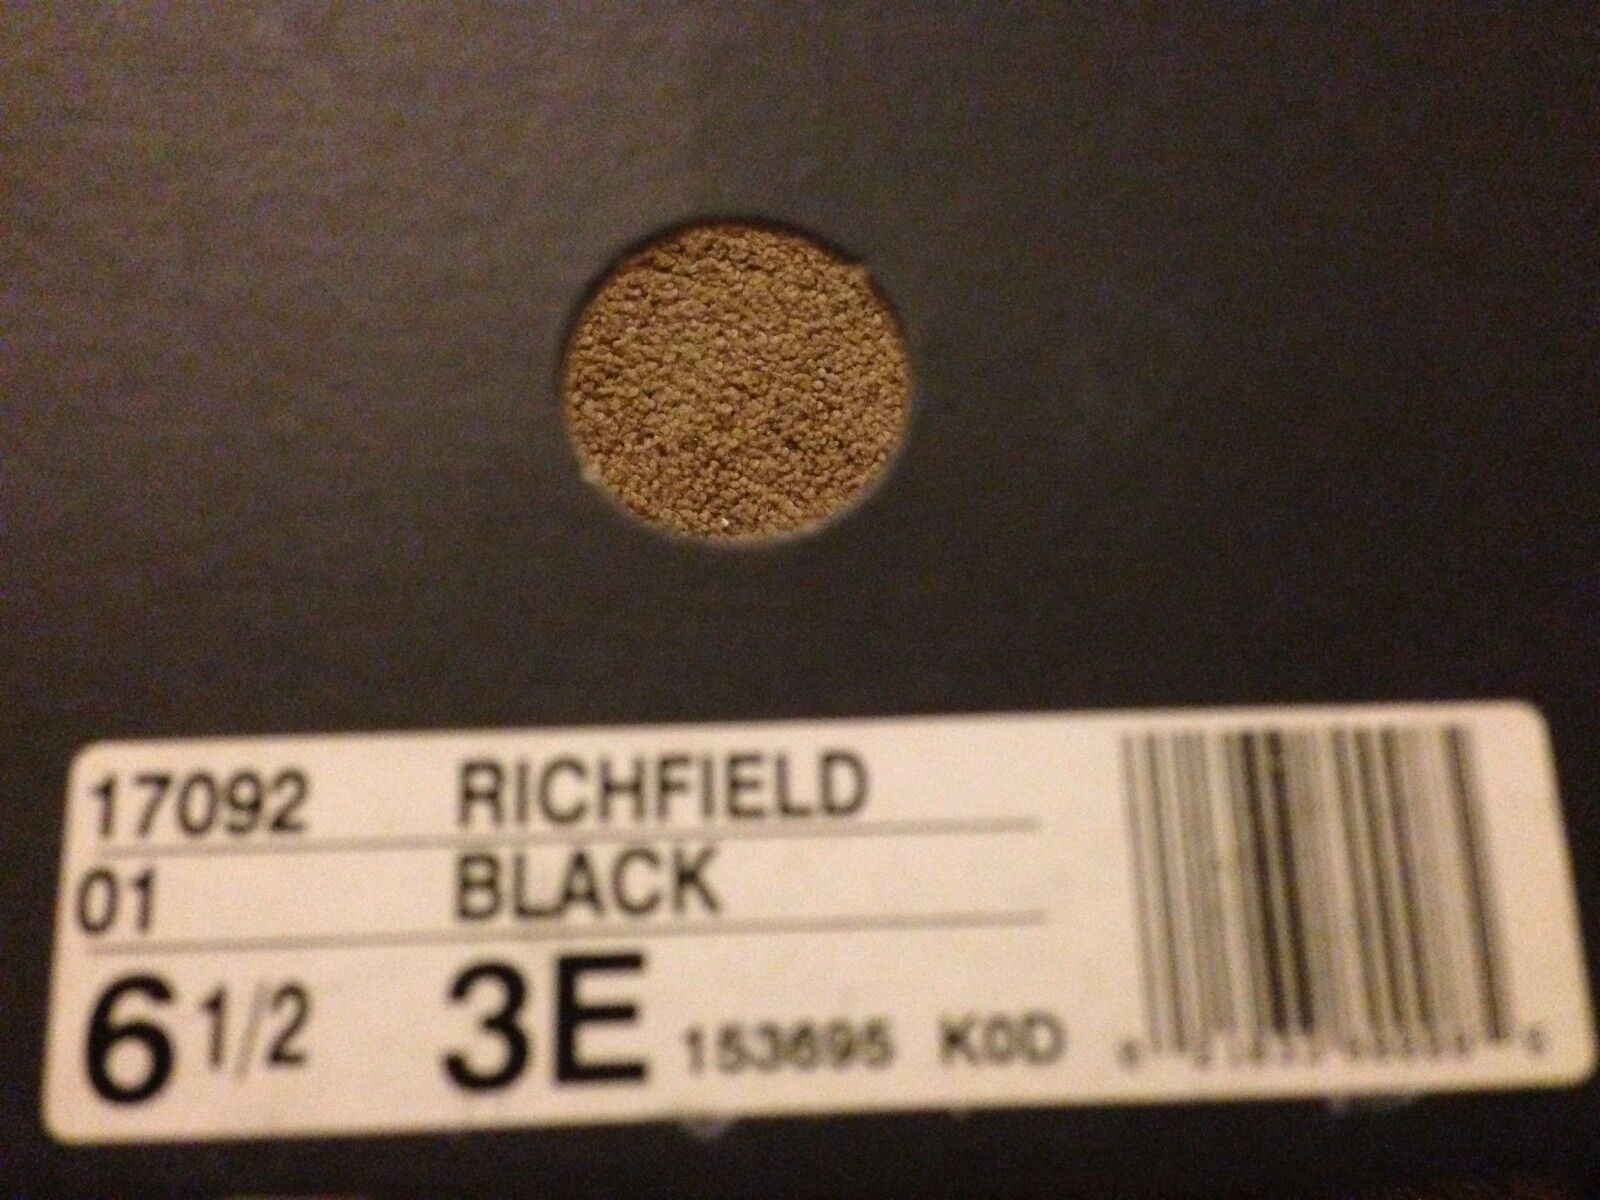 17092 RICHFIELD
01 BLACK
6 1/2 3E 153695 K0D